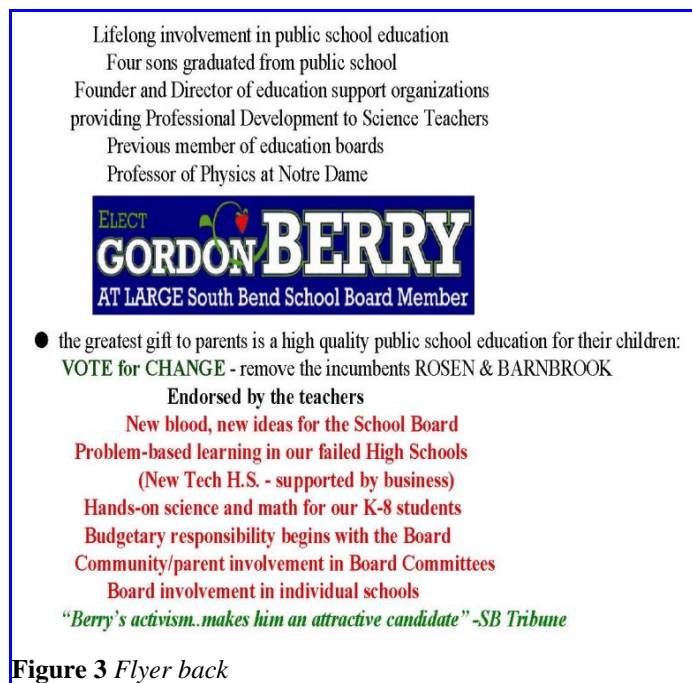 Lifelong involvement in public school education
Four sons graduated from public school
Founder and Director of education support organizations
providing Professional Development to Science Teachers
Previous member of education boards
Professor of Physics at Notre Dame
ELECT
GORDON BERRY
AT LARGE South Bend School Board Member
● the greatest gift to parents is a high quality public school education for their children:
VOTE for CHANGE - remove the incumbents ROSEN & BARNBROOK
Endorsed by the teachers
New blood, new ideas for the School Board
Problem-based learning in our failed High Schools
(New Tech H.S. - supported by business)
Hands-on science and math for our K-8 students
Budgetary responsibility begins with the Board
Community/parent involvement in Board Committees
Board involvement in individual schools
“Berry’s activism..makes him an attractive candidate” -SB Tribune
Figure 3 Flyer back